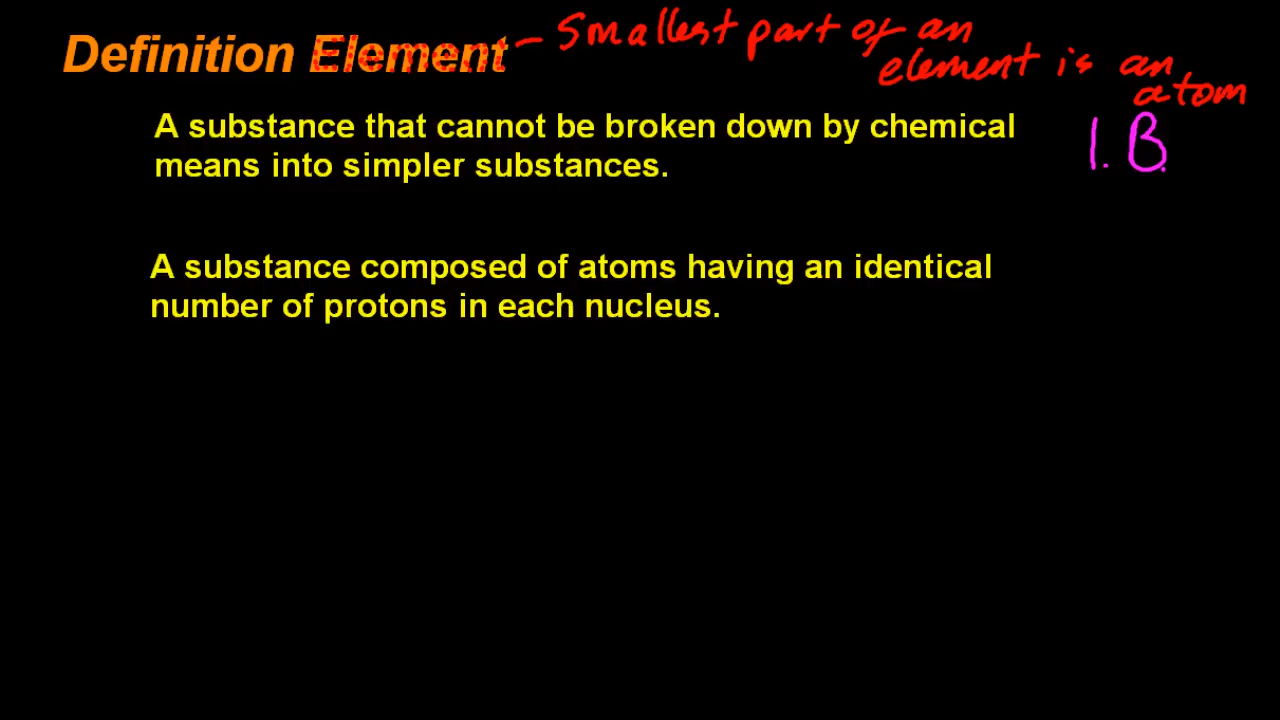 Definition Element - Smallest part of an
element is an
atom
A substance that cannot be broken down by chemical
means into simpler substances.
I.B.
A substance composed of atoms having an identical
number of protons in each nucleus.